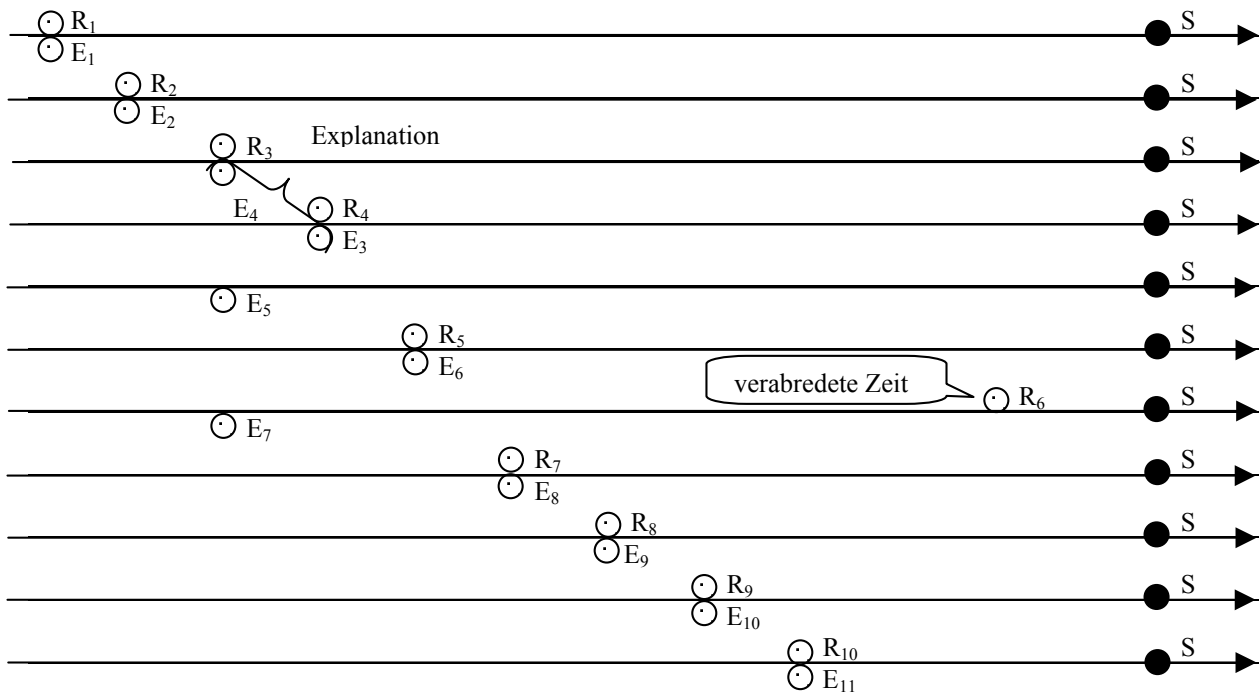 R₁ S
E₁
R₂ S
E₂
Explanation
R₃ S
E₄ R₄ S
E₃
S
E₅
R₅ S
E₆
verabredete Zeit
R₆ S
E₇
R₇ S
E₈
R₈ S
E₉
R₉ S
E₁₀
R₁₀ S
E₁₁